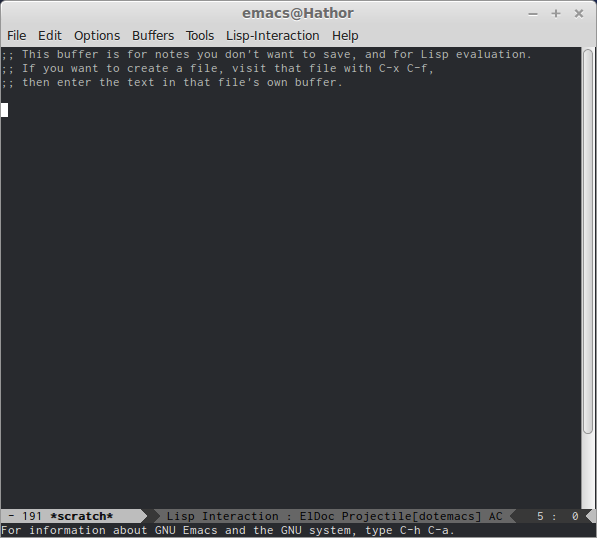 emacs@Hathor
File Edit Options Buffers Tools Lisp-Interaction Help
;; This buffer is for notes you don't want to save, and for Lisp evaluation.
;; If you want to create a file, visit that file with C-x C-f,
;; then enter the text in that file's own buffer.
- 191 *scratch* Lisp Interaction : ElDoc Projectile[dotemacs] AC 5 : 0
For information about GNU Emacs and the GNU system, type C-h C-a.